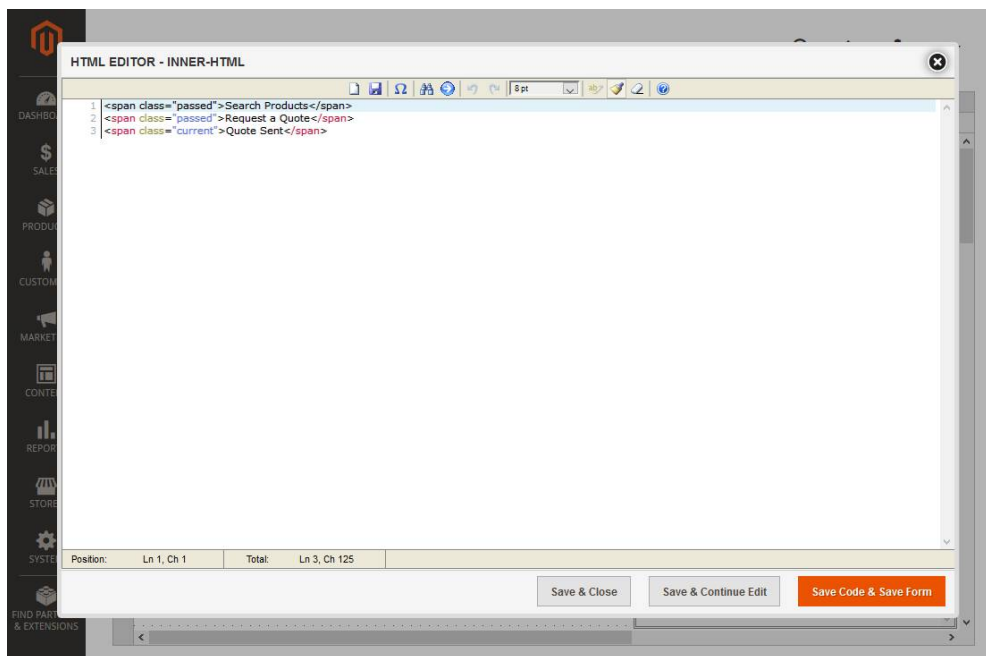 HTML EDITOR - INNER-HTML
8 pt
1 <span class="passed">Search Products</span>
2 <span class="passed">Request a Quote</span>
3 <span class="current">Quote Sent</span>
DASHBO
SALES
PRODUC
CUSTOM
MARKET
CONTE
REPOR
STORE
SYSTE
FIND PART
& EXTENSIONS
Position: Ln 1, Ch 1 Total: Ln 3, Ch 125
Save & Close Save & Continue Edit Save Code & Save Form